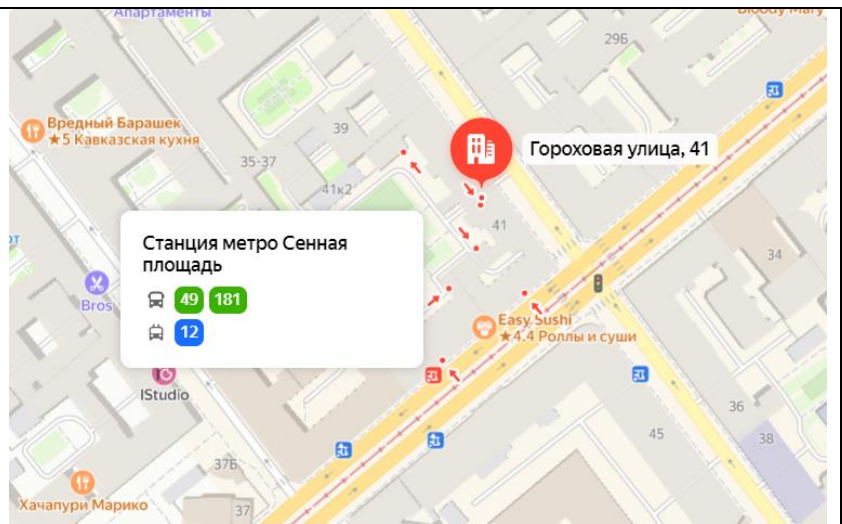 Апартаменты
Bloody Mary
29Б
Вредный Барашек
★5 Кавказская кухня
39
Гороховая улица, 41
35-37
41к2
41
Станция метро Сенная
площадь
49 181
12
34
Bros
Easy Sushi
★4.4 Роллы и суши
IStudio
36
45
38
37Б
Хачапури Марико
37